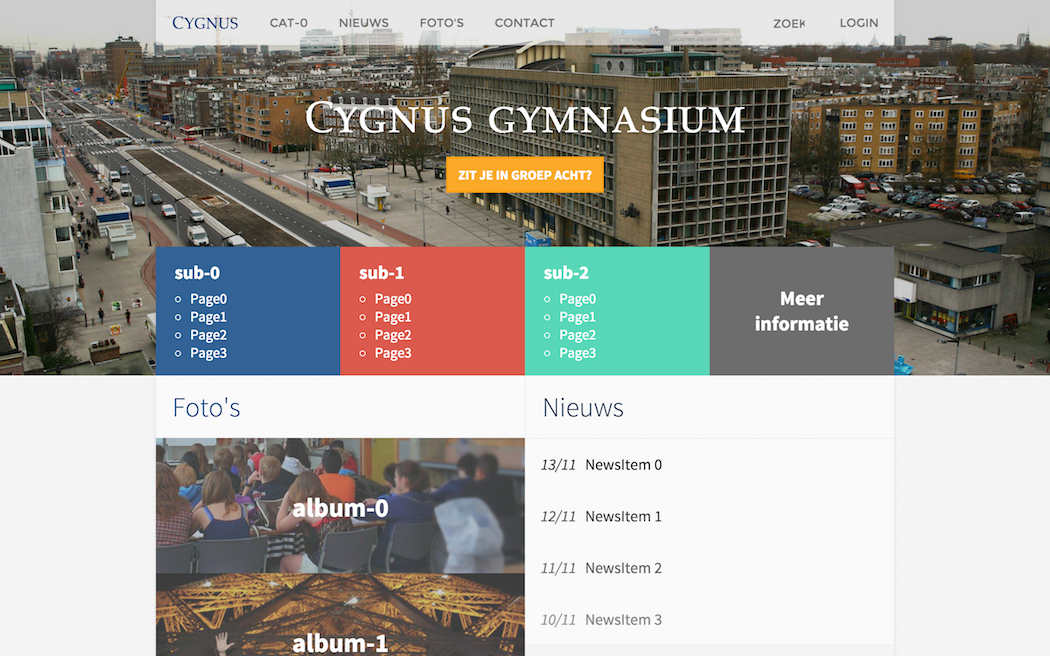 CYGNUS CAT-0 NIEUWS FOTO'S CONTACT ZOEK LOGIN
CYGNUS GYMNASIUM
ZIT JE IN GROEP ACHT?
sub-0
Page0
Page1
Page2
Page3
sub-1
Page0
Page1
Page2
Page3
sub-2
Page0
Page1
Page2
Page3
Meer
informatie
Foto's
album-0
album-1
Nieuws
13/11 NewsItem 0
12/11 NewsItem 1
11/11 NewsItem 2
10/11 NewsItem 3